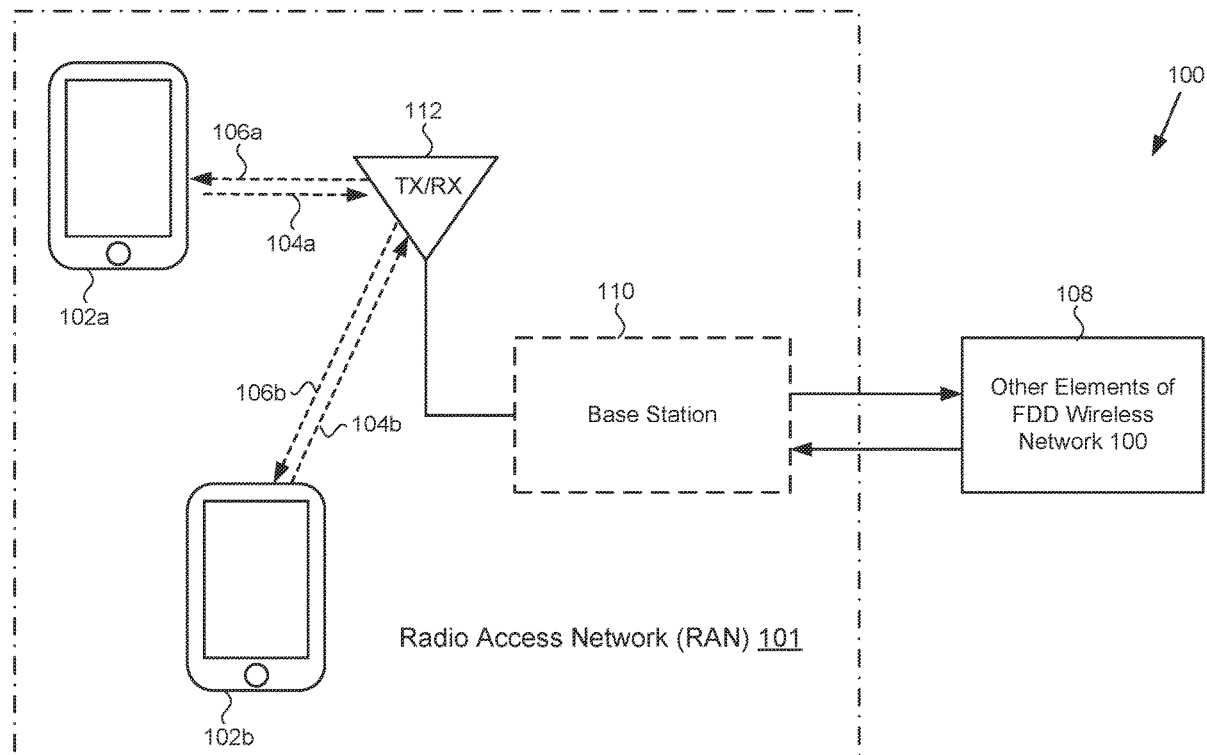 100
112
106a
TX/RX
104a
102a
110
108
Base Station
Other Elements of
FDD Wireless
Network 100
106b
104b
Radio Access Network (RAN) 101
102b